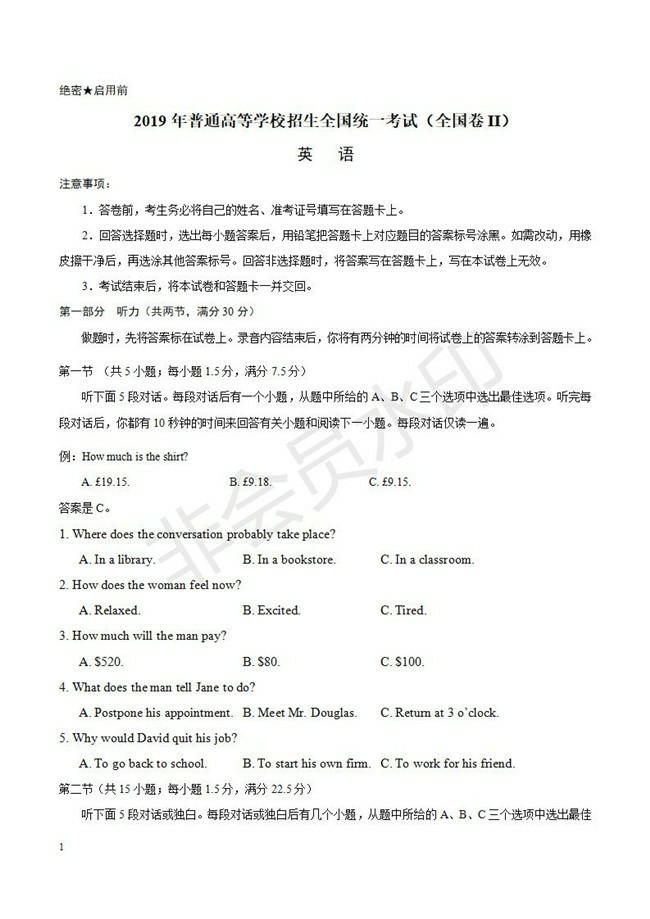 绝密★启用前
2019 年普通高等学校招生全国统一考试（全国卷 II）
英 语
注意事项：
1．答卷前，考生务必将自己的姓名、准考证号填写在答题卡上。
2．回答选择题时，选出每小题答案后，用铅笔把答题卡上对应题目的答案标号涂黑。如需改动，用橡
皮擦干净后，再选涂其他答案标号。回答非选择题时，将答案写在答题卡上，写在本试卷上无效。
3．考试结束后，将本试卷和答题卡一并交回。
第一部分 听力（共两节，满分 30 分）
做题时，先将答案标在试卷上。录音内容结束后，你将有两分钟的时间将试卷上的答案转涂到答题卡上。
第一节 （共 5 小题；每小题 1.5 分，满分 7.5 分）
听下面 5 段对话。每段对话后有一个小题，从题中所给的 A、B、C 三个选项中选出最佳选项。听完每
段对话后，你都有 10 秒钟的时间来回答有关小题和阅读下一小题。每段对话仅读一遍。
例：How much is the shirt?
A. £19.15. B. £9.18. C. £9.15.
答案是 C。
1. Where does the conversation probably take place?
A. In a library. B. In a bookstore. C. In a classroom.
2. How does the woman feel now?
A. Relaxed. B. Excited. C. Tired.
3. How much will the man pay?
A. $520. B. $80. C. $100.
4. What does the man tell Jane to do?
A. Postpone his appointment. B. Meet Mr. Douglas. C. Return at 3 o’clock.
5. Why would David quit his job?
A. To go back to school. B. To start his own firm. C. To work for his friend.
第二节（共 15 小题；每小题 1.5 分，满分 22.5 分）
听下面 5 段对话或独白。每段对话或独白后有几个小题，从题中所给的 A、B、C 三个选项中选出最佳
1
非会员水印